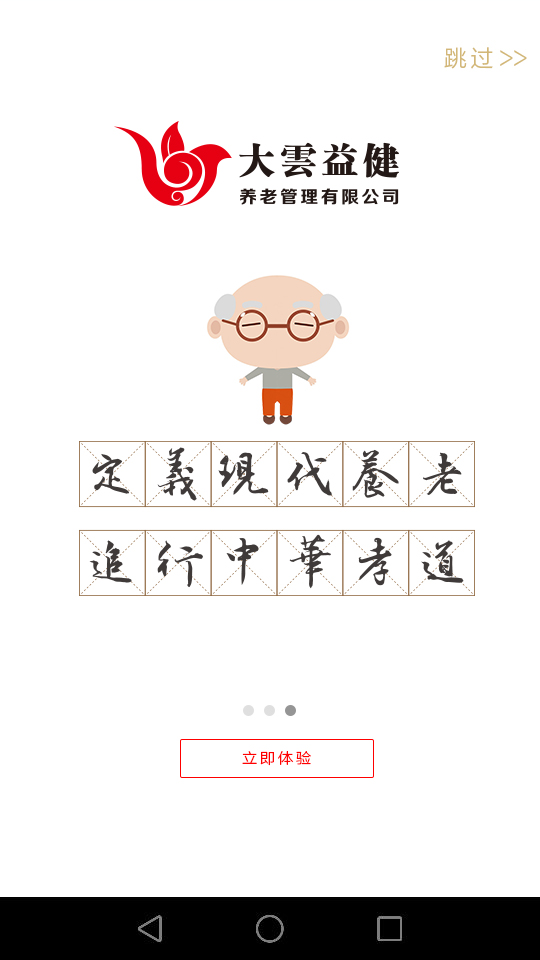 跳过>>
大雲益健
养老管理有限公司
定義現代養老
追行中華孝道
立即体验